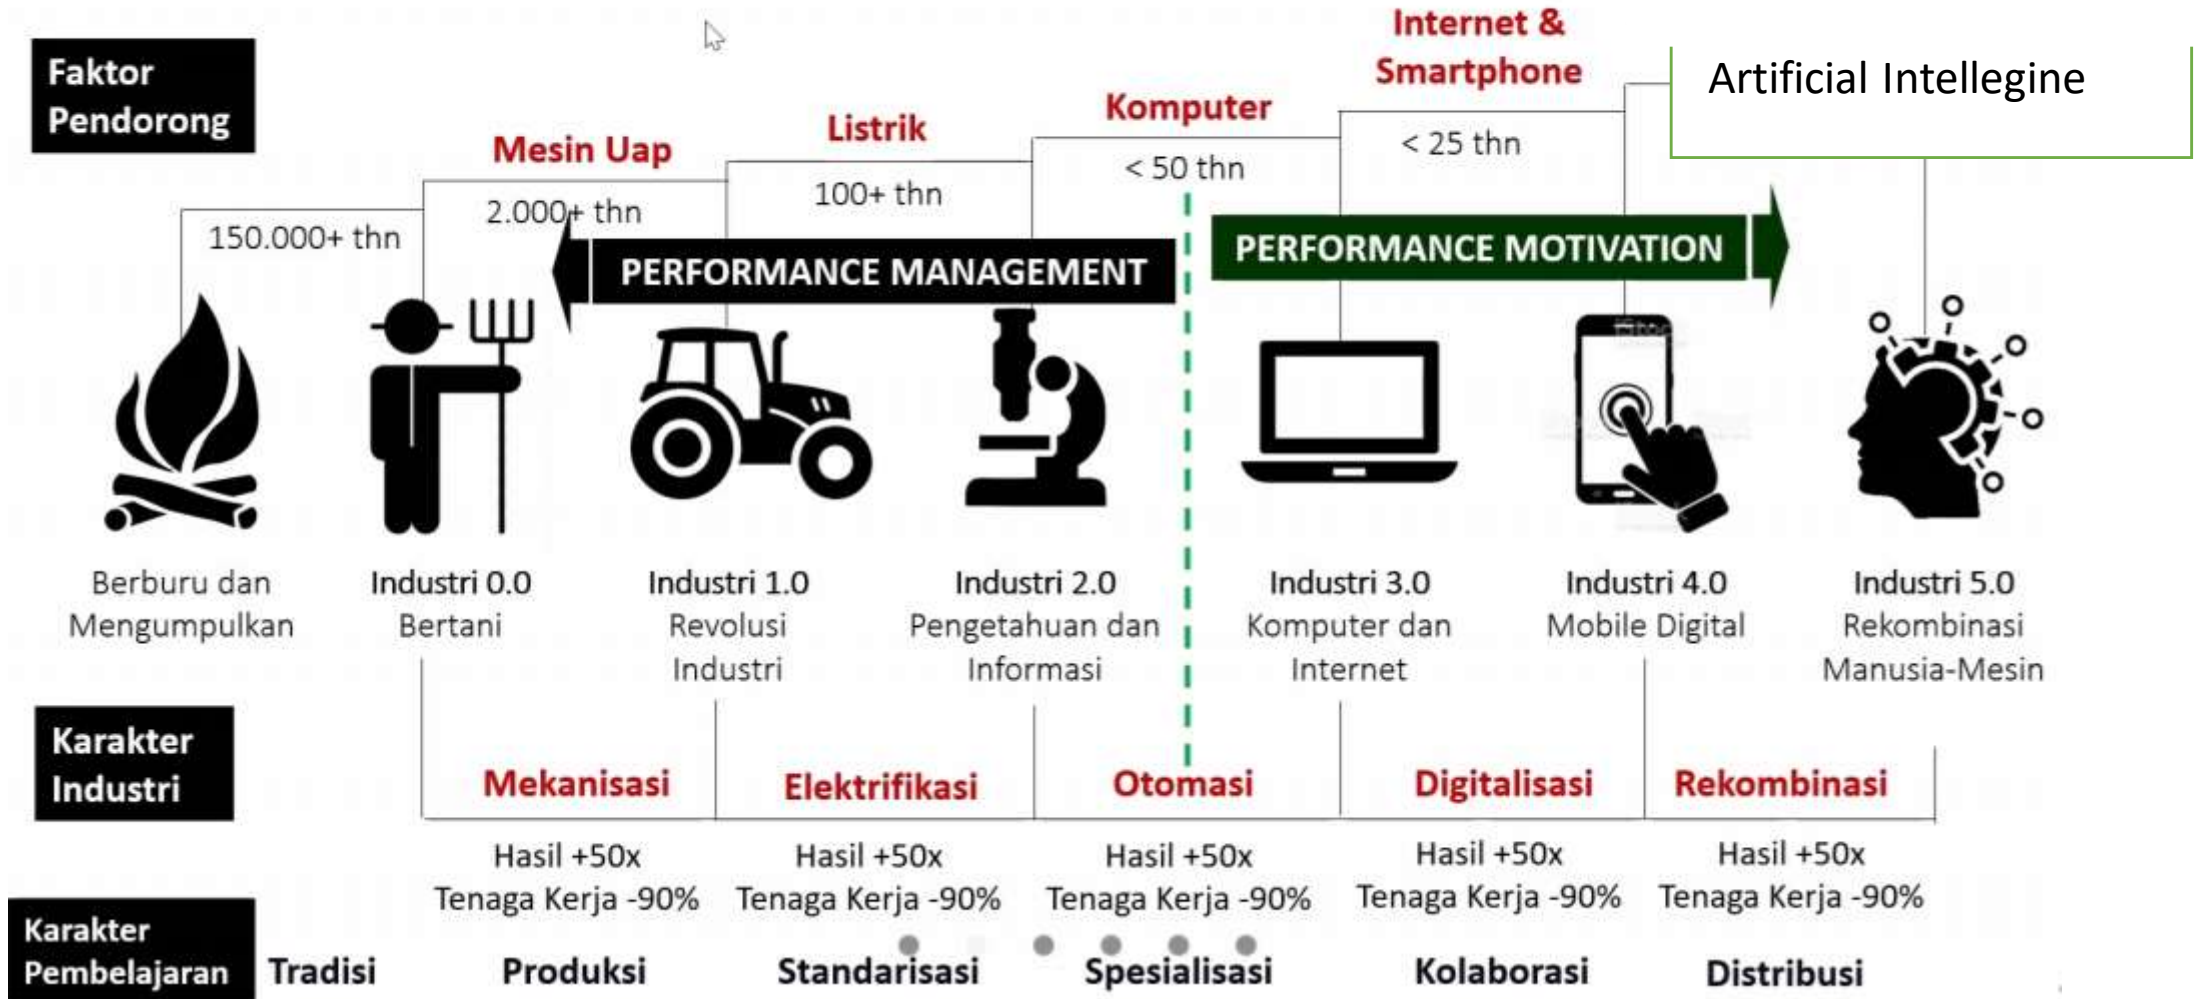 Faktor
Pendorong
Mesin Uap
Listrik
Komputer
Internet &
Smartphone
Artificial Intellegine
150.000+ thn
2.000+ thn
100+ thn
< 50 thn
< 25 thn
PERFORMANCE MANAGEMENT
PERFORMANCE MOTIVATION
Berburu dan
Mengumpulkan
Industri 0.0
Bertani
Industri 1.0
Revolusi
Industri
Industri 2.0
Pengetahuan dan
Informasi
Industri 3.0
Komputer dan
Internet
Industri 4.0
Mobile Digital
Industri 5.0
Rekombinasi
Manusia-Mesin
Karakter
Industri
Mekanisasi
Elektrifikasi
Otomasi
Digitalisasi
Rekombinasi
Hasil +50x
Tenaga Kerja -90%
Hasil +50x
Tenaga Kerja -90%
Hasil +50x
Tenaga Kerja -90%
Hasil +50x
Tenaga Kerja -90%
Hasil +50x
Tenaga Kerja -90%
Karakter
Pembelajaran
Tradisi
Produksi
Standarisasi
Spesialisasi
Kolaborasi
Distribusi